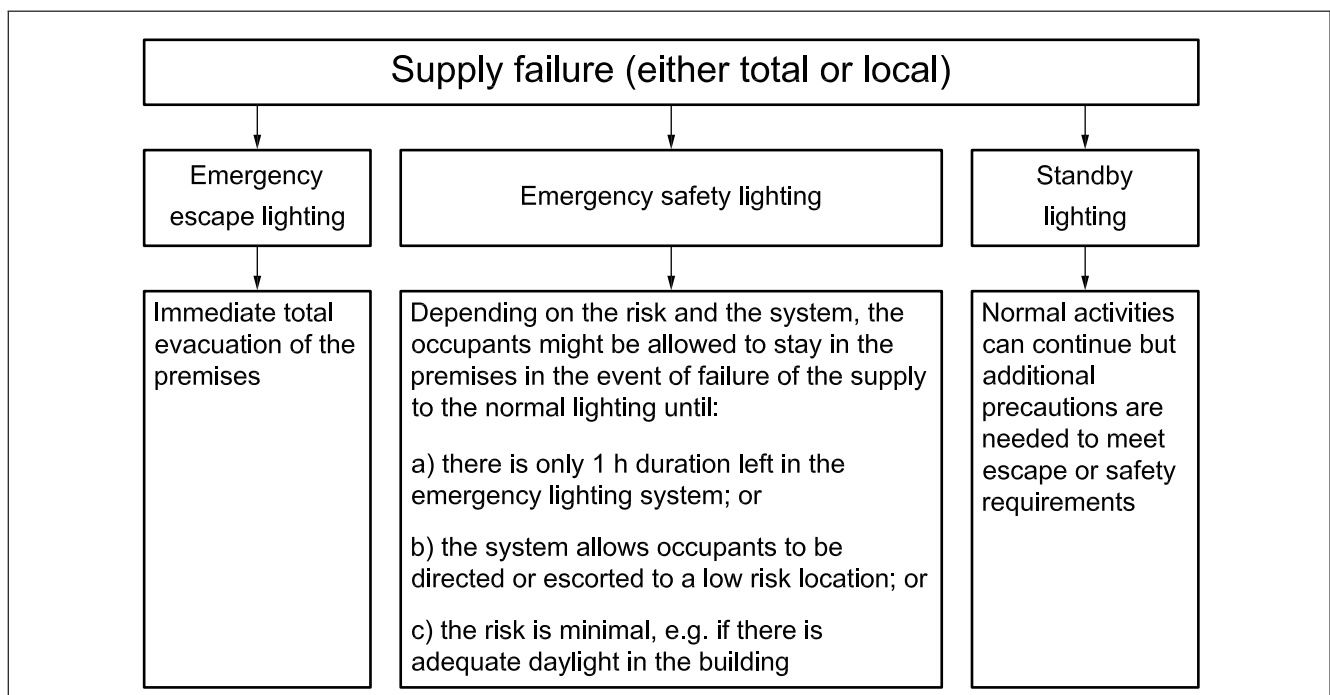 Supply failure (either total or local)
Emergency
escape lighting
Emergency safety lighting
Standby
lighting
Immediate total
evacuation of the
premises
Depending on the risk and the system, the
occupants might be allowed to stay in the
premises in the event of failure of the supply
to the normal lighting until:
a) there is only 1 h duration left in the
emergency lighting system; or
b) the system allows occupants to be
directed or escorted to a low risk location; or
c) the risk is minimal, e.g. if there is
adequate daylight in the building
Normal activities
can continue but
additional
precautions are
needed to meet
escape or safety
requirements